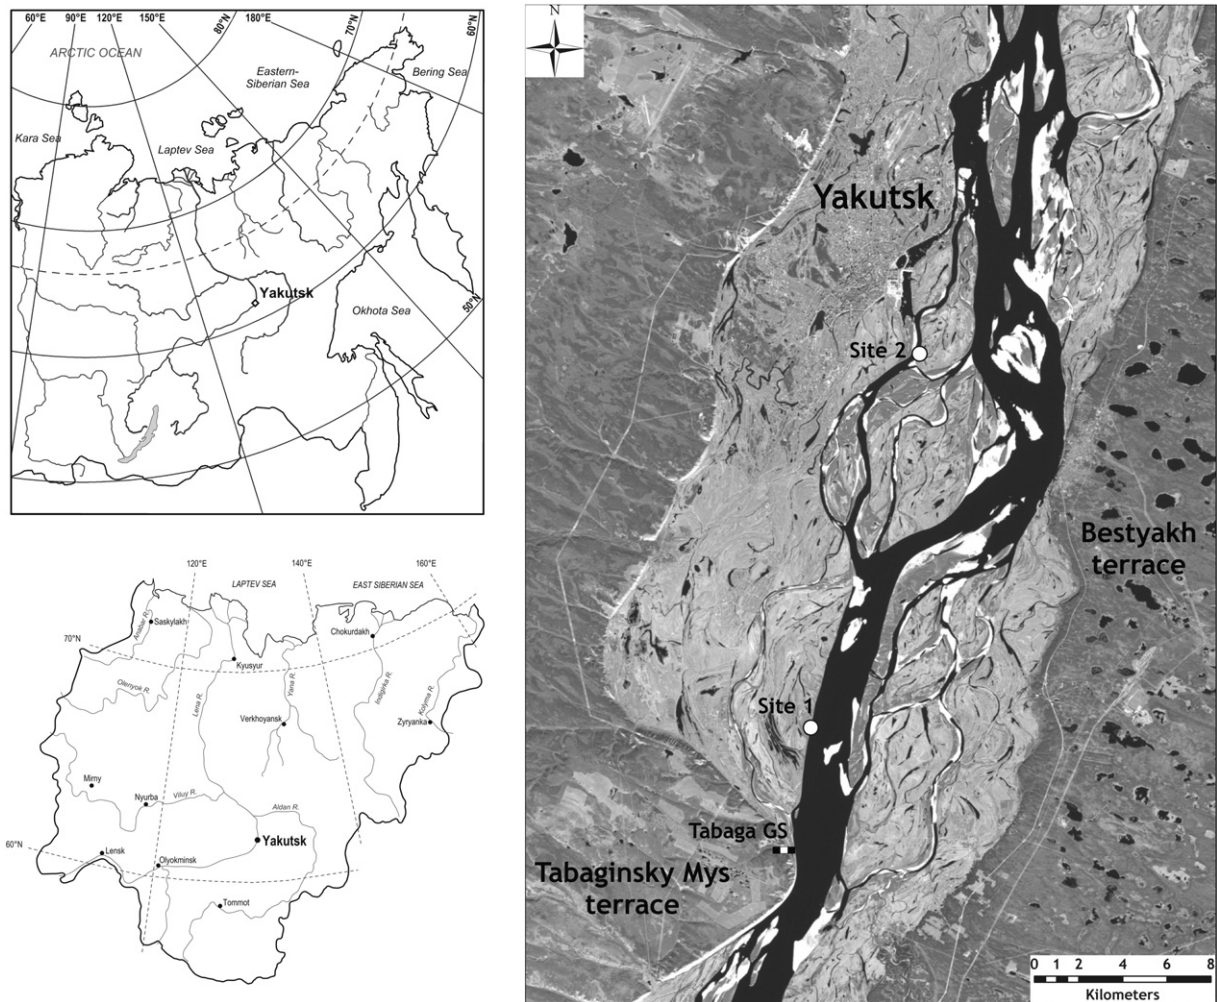 60°E 90°E 120°E 150°E 180°E 80°N 70°N 60°N
ARCTIC OCEAN
Eastern-
Siberian Sea
Bering Sea
Kara Sea
Laptev Sea
Yakutsk
Okhota Sea
50°N
120°E
LAPTEV SEA
140°E
EAST SIBERIAN SEA
160°E
Anabar R.
Saskylakh
Chokurdakh
70°N
Kyusyur
Olenyok R.
Lena R.
Yana R.
Indigirka R.
Kolyma R.
Verkhoyansk
Zyryanka
Mirny
Nyurba
Viluy R.
Aldan R.
Yakutsk
60°N
Lensk
Olyokminsk
Tommot
N
Yakutsk
Site 2
Bestyakh
terrace
Site 1
Tabaga GS
Tabaginsky Mys
terrace
0 1 2 4 6 8
Kilometers